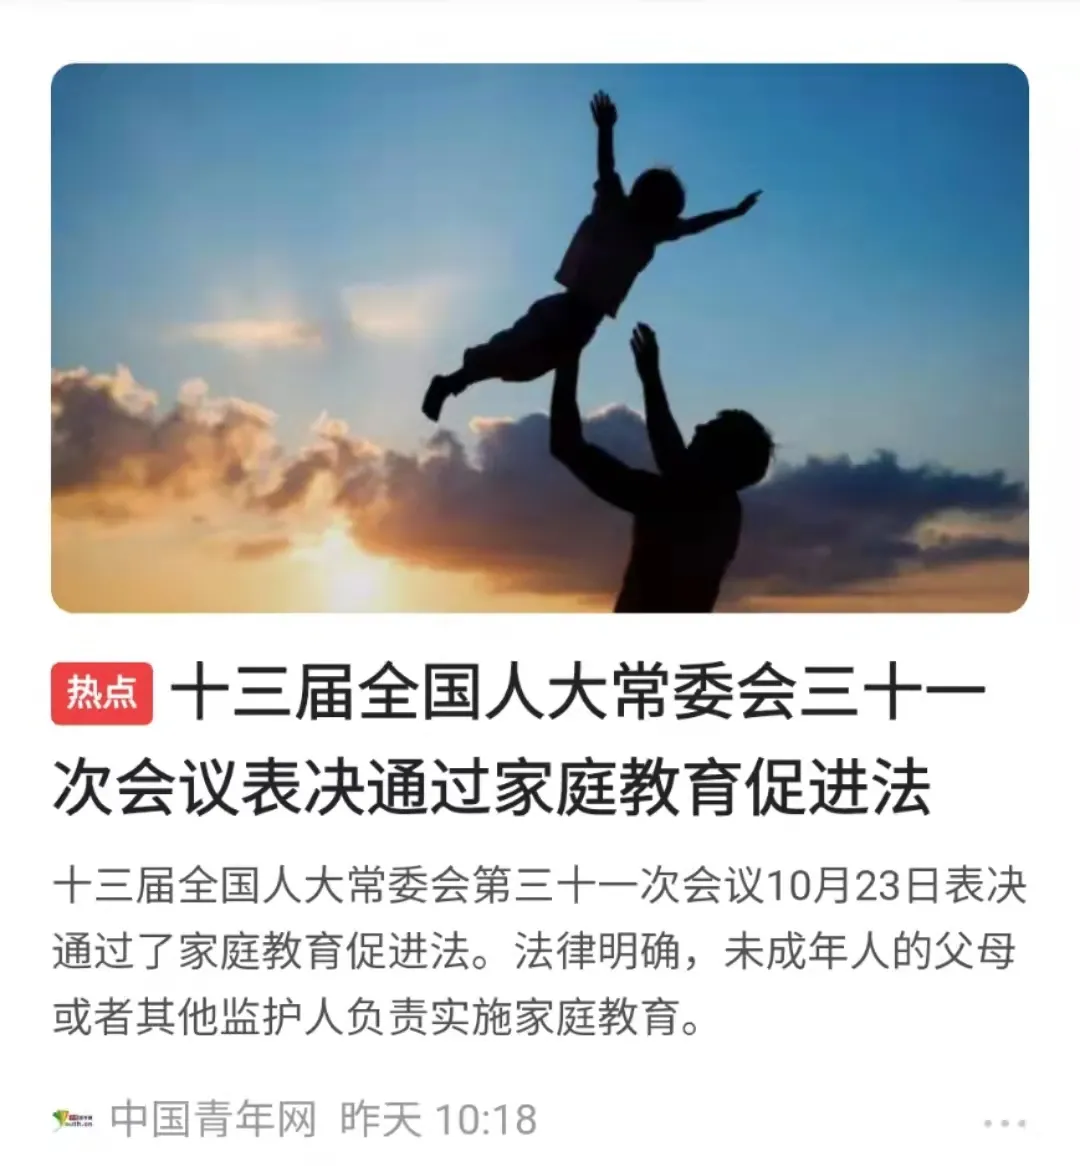 热点 十三届全国人大常委会三十一
次会议表决通过家庭教育促进法
十三届全国人大常委会第三十一次会议10月23日表决
通过了家庭教育促进法。法律明确，未成年人的父母
或者其他监护人负责实施家庭教育。
中国青年网 昨天 10:18